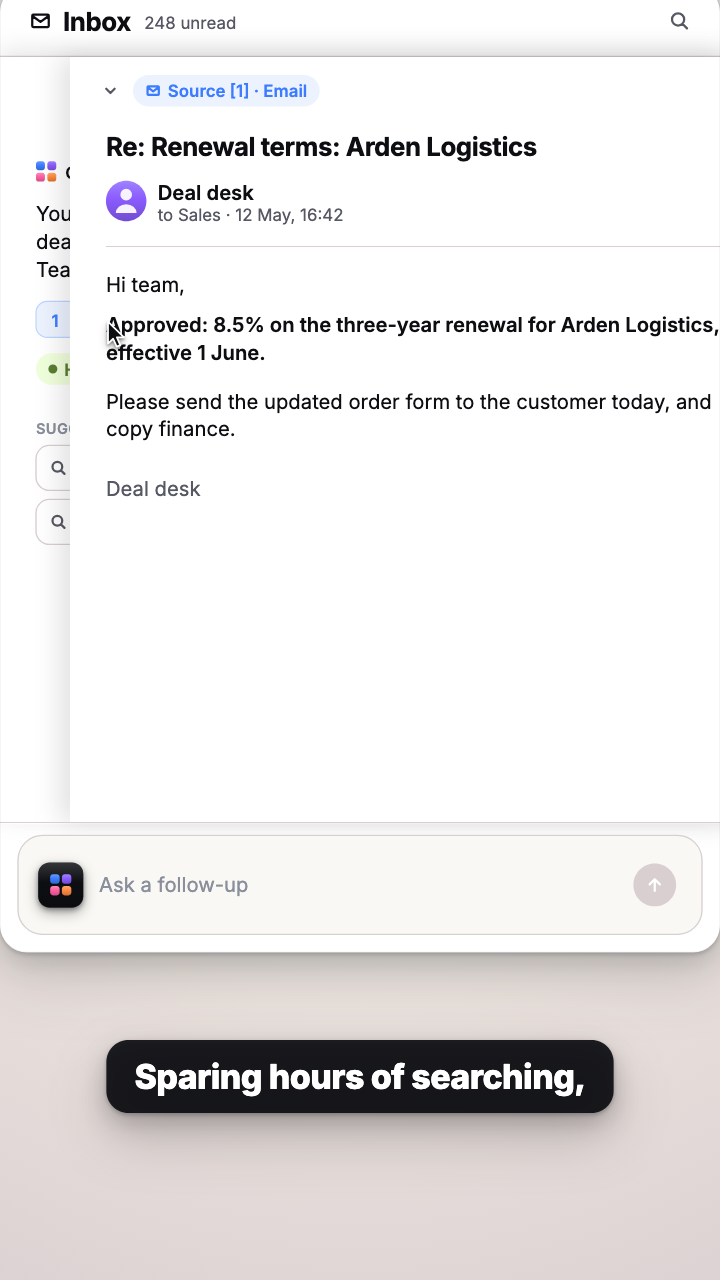 Inbox 248 unread
Source [1] · Email
Re: Renewal terms: Arden Logistics
Deal desk
to Sales · 12 May, 16:42
Hi team,
Approved: 8.5% on the three-year renewal for Arden Logistics,
effective 1 June.
Please send the updated order form to the customer today, and
copy finance.
Deal desk
You
dea
Tea
1
SUGG
Ask a follow-up
Sparing hours of searching,